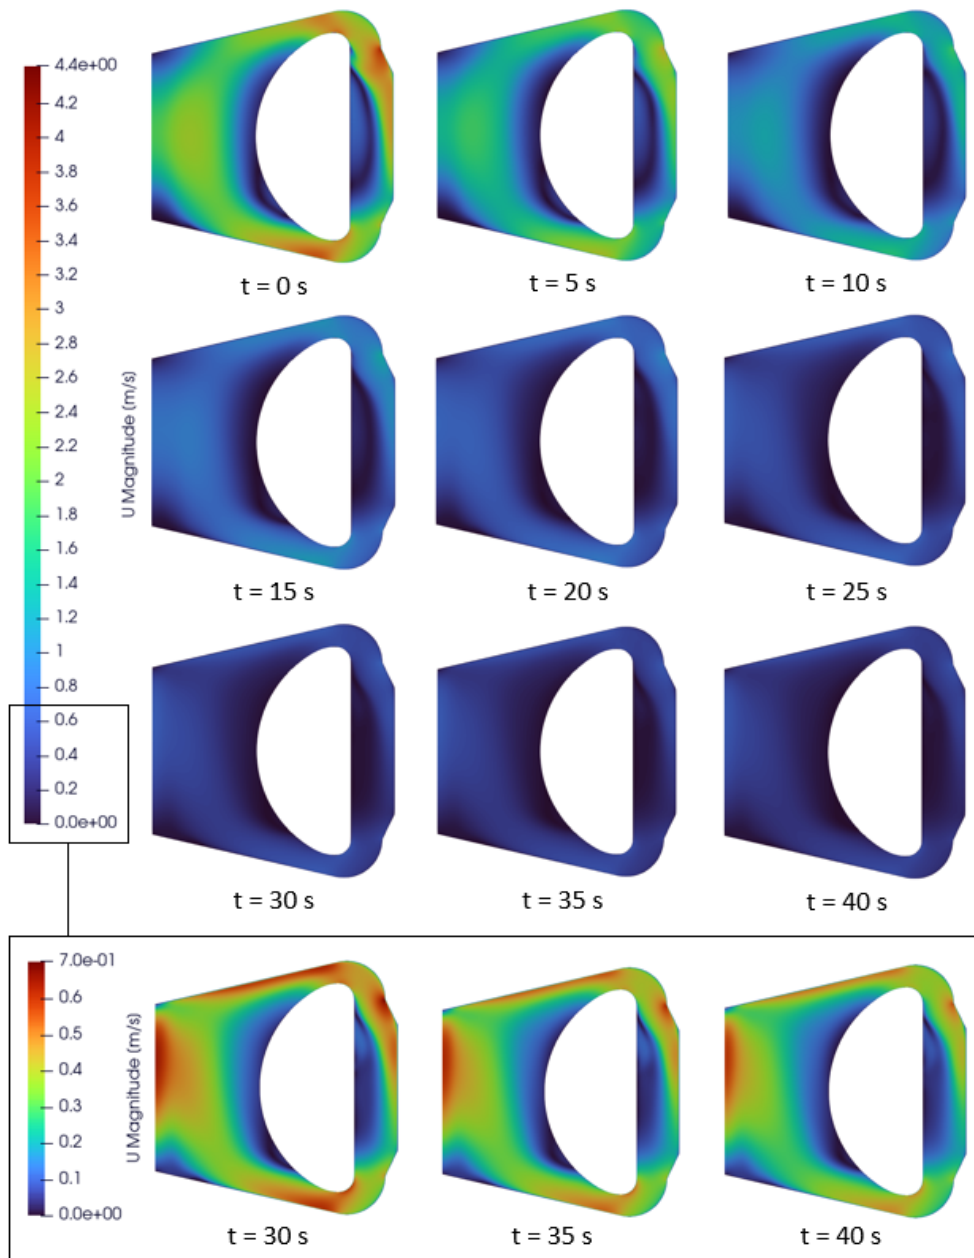 4.4e+00
4.2
4
3.8
3.6
3.4
3.2
3
2.8
2.6
2.4
2.2
2
1.8
1.6
1.4
1.2
1
0.8
0.6
0.4
0.2
0.0e+00
U Magnitude (m/s)
t = 0 s
t = 5 s
t = 10 s
t = 15 s
t = 20 s
t = 25 s
t = 30 s
t = 35 s
t = 40 s
7.0e-01
0.6
0.5
0.4
0.3
0.2
0.1
0.0e+00
U Magnitude (m/s)
t = 30 s
t = 35 s
t = 40 s